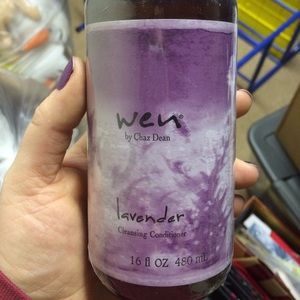 wen®
by Chaz Dean
lavender
Cleansing Conditioner
16 fl OZ 480 mL